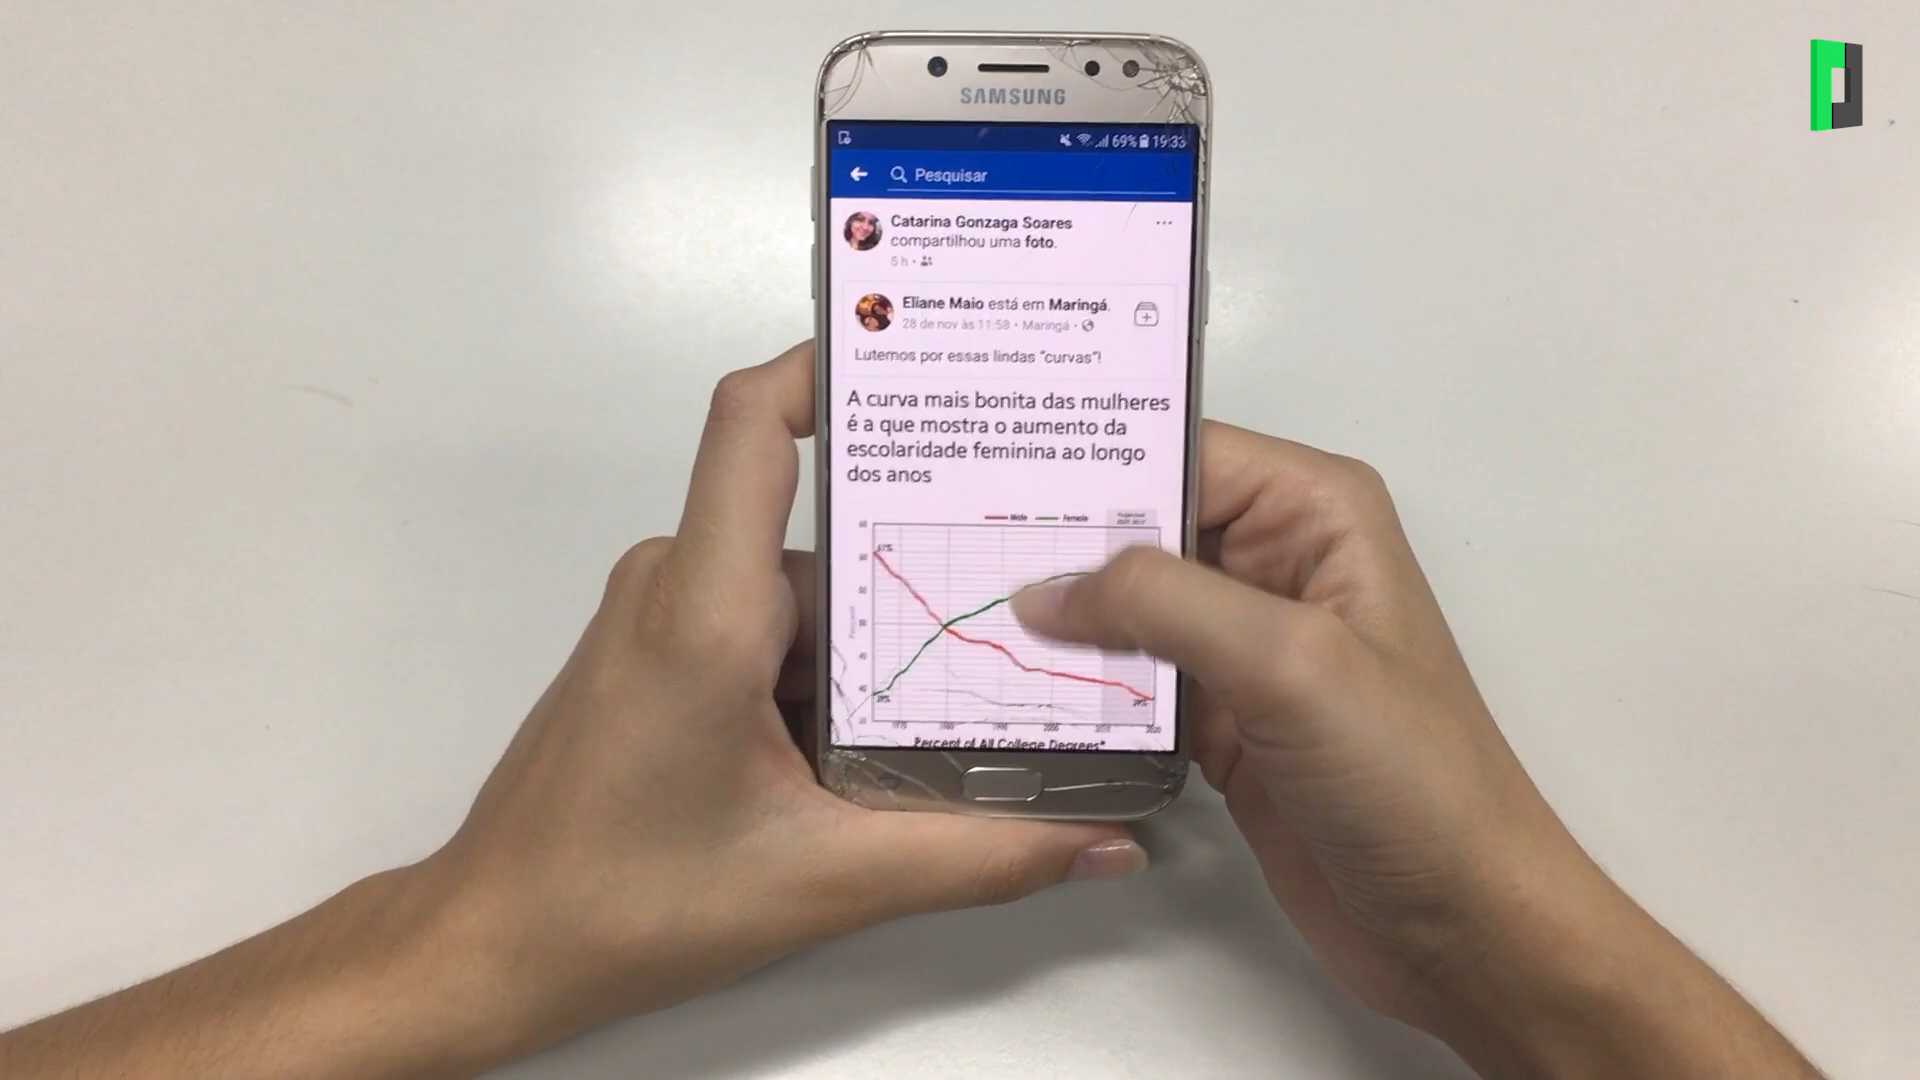 SAMSUNG
69% 19:33
Pesquisar
Catarina Gonzaga Soares
compartilhou uma foto.
5 h
Eliane Maio está em Maringá.
28 de nov às 11:58 • Maringá
Lutemos por essas lindas "curvas"!
A curva mais bonita das mulheres
é a que mostra o aumento da
escolaridade feminina ao longo
dos anos
Male Female
61%
39%
Percent of All College Degrees*